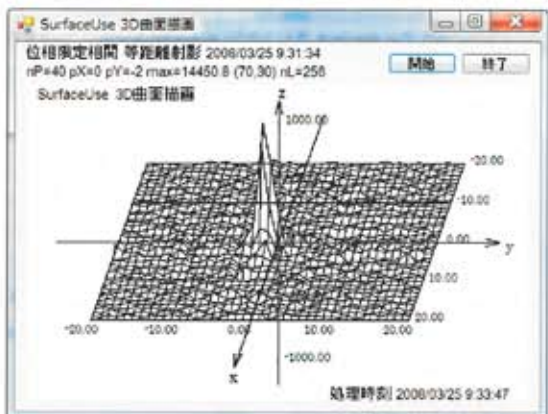 SurfaceUse 3D曲面描画
位相限定相関 等距離射影 2008/03/25 9:31:34
nP=40 pX=0 pY=-2 max=14450.8 (70,30) nL=256
開始
終了
SurfaceUse 3D曲面描画
z
1000.00
-20.00
-10.00
0.00
y
10.00
20.00
-20.00
-10.00
0.00
10.00
20.00
-1000.00
x
処理時刻 2008/03/25 9:33:47